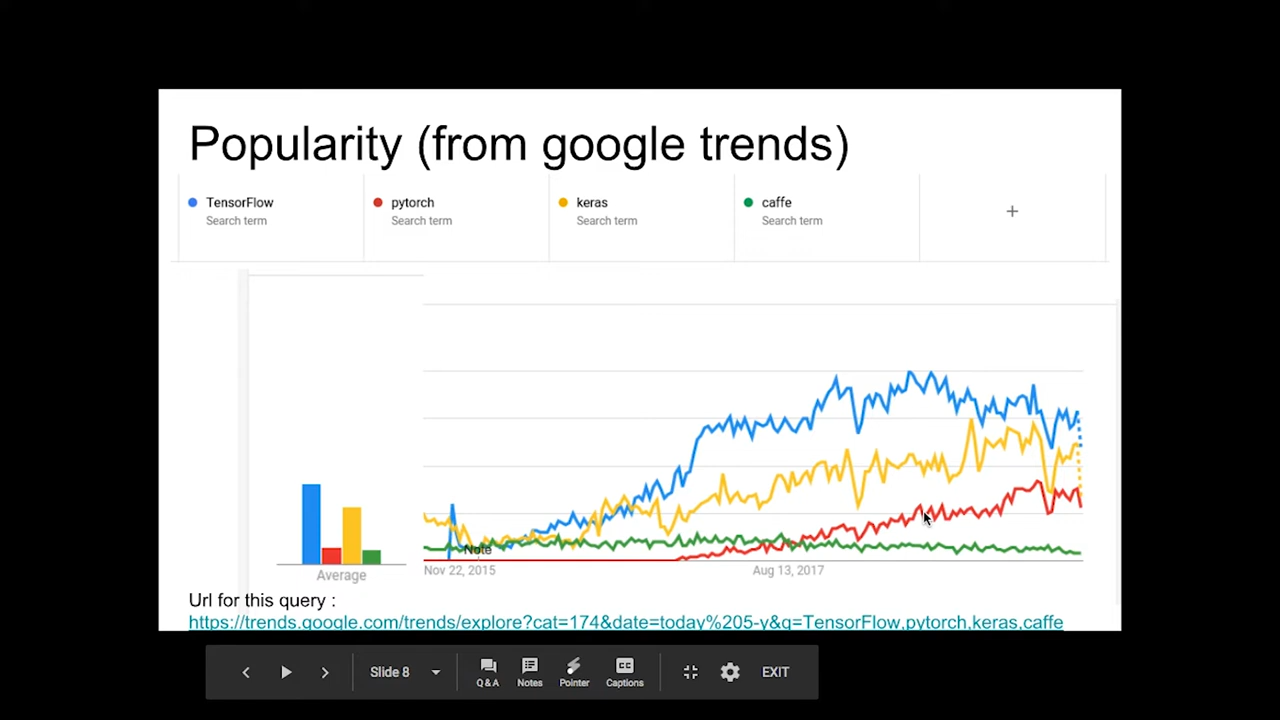 Popularity (from google trends)
TensorFlow
Search term
pytorch
Search term
keras
Search term
caffe
Search term
+
Note
Average
Nov 22, 2015
Aug 13, 2017
Url for this query :
https://trends.google.com/trends/explore?cat=174&date=today%205-y&q=TensorFlow,pytorch,keras,caffe
Slide 8
Q & A
Notes
Pointer
CC
Captions
EXIT